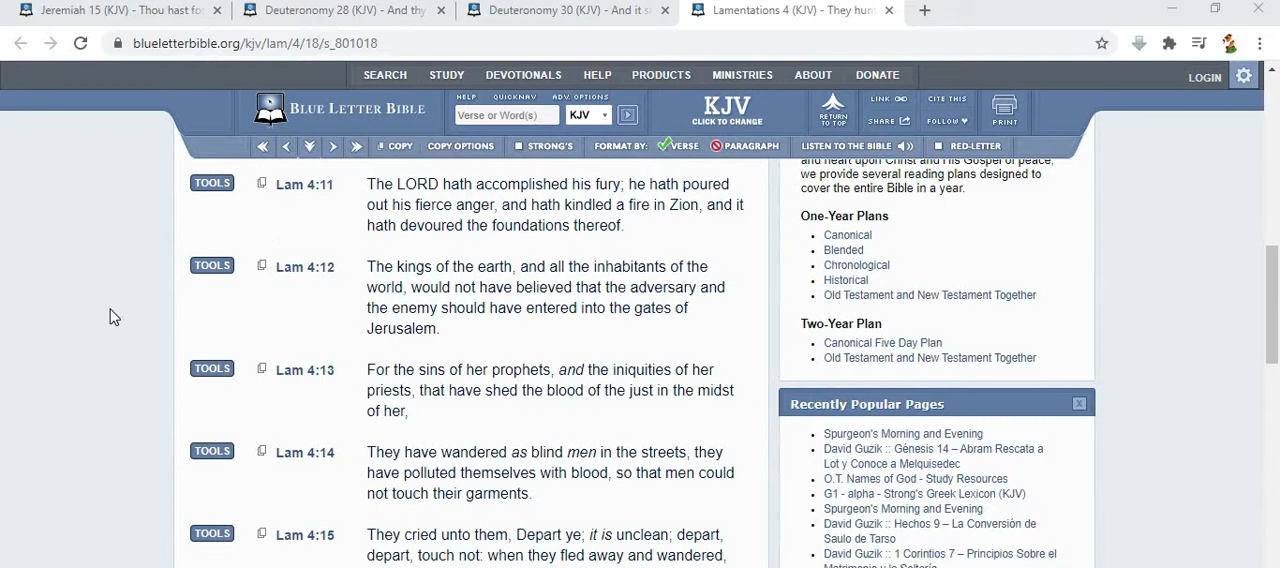 Jeremiah 15 (KJV) - Thou hast fo
Deuteronomy 28 (KJV) - And thy
Deuteronomy 30 (KJV) - And it s
Lamentations 4 (KJV) - They hun
blueletterbible.org/kjv/lam/4/18/s_801018
SEARCH STUDY DEVOTIONALS HELP PRODUCTS MINISTRIES ABOUT DONATE
LOGIN
BLUE LETTER BIBLE
HELP QUICKNAV ADV. OPTIONS
Verse or Word(s) KJV
KJV
CLICK TO CHANGE
RETURN
TO TOP
LINK CITE THIS
SHARE FOLLOW
PRINT
COPY COPY OPTIONS STRONG'S FORMAT BY: VERSE PARAGRAPH LISTEN TO THE BIBLE RED-LETTER
TOOLS Lam 4:11 The LORD hath accomplished his fury; he hath poured
out his fierce anger, and hath kindled a fire in Zion, and it
hath devoured the foundations thereof.
TOOLS Lam 4:12 The kings of the earth, and all the inhabitants of the
world, would not have believed that the adversary and
the enemy should have entered into the gates of
Jerusalem.
TOOLS Lam 4:13 For the sins of her prophets, and the iniquities of her
priests, that have shed the blood of the just in the midst
of her,
TOOLS Lam 4:14 They have wandered as blind men in the streets, they
have polluted themselves with blood, so that men could
not touch their garments.
TOOLS Lam 4:15 They cried unto them, Depart ye; it is unclean; depart,
depart, touch not: when they fled away and wandered,
and heart upon Christ and His Gospel of peace,
we provide several reading plans designed to
cover the entire Bible in a year.
One-Year Plans
Canonical
Blended
Chronological
Historical
Old Testament and New Testament Together
Two-Year Plan
Canonical Five Day Plan
Old Testament and New Testament Together
Recently Popular Pages
Spurgeon's Morning and Evening
David Guzik :: Génesis 14 – Abram Rescata a
Lot y Conoce a Melquisedec
O.T. Names of God - Study Resources
G1 - alpha - Strong's Greek Lexicon (KJV)
Spurgeon's Morning and Evening
David Guzik :: Hechos 9 – La Conversión de
Saulo de Tarso
David Guzik :: 1 Corintios 7 – Principios Sobre el
Matrimonio y la Soltería